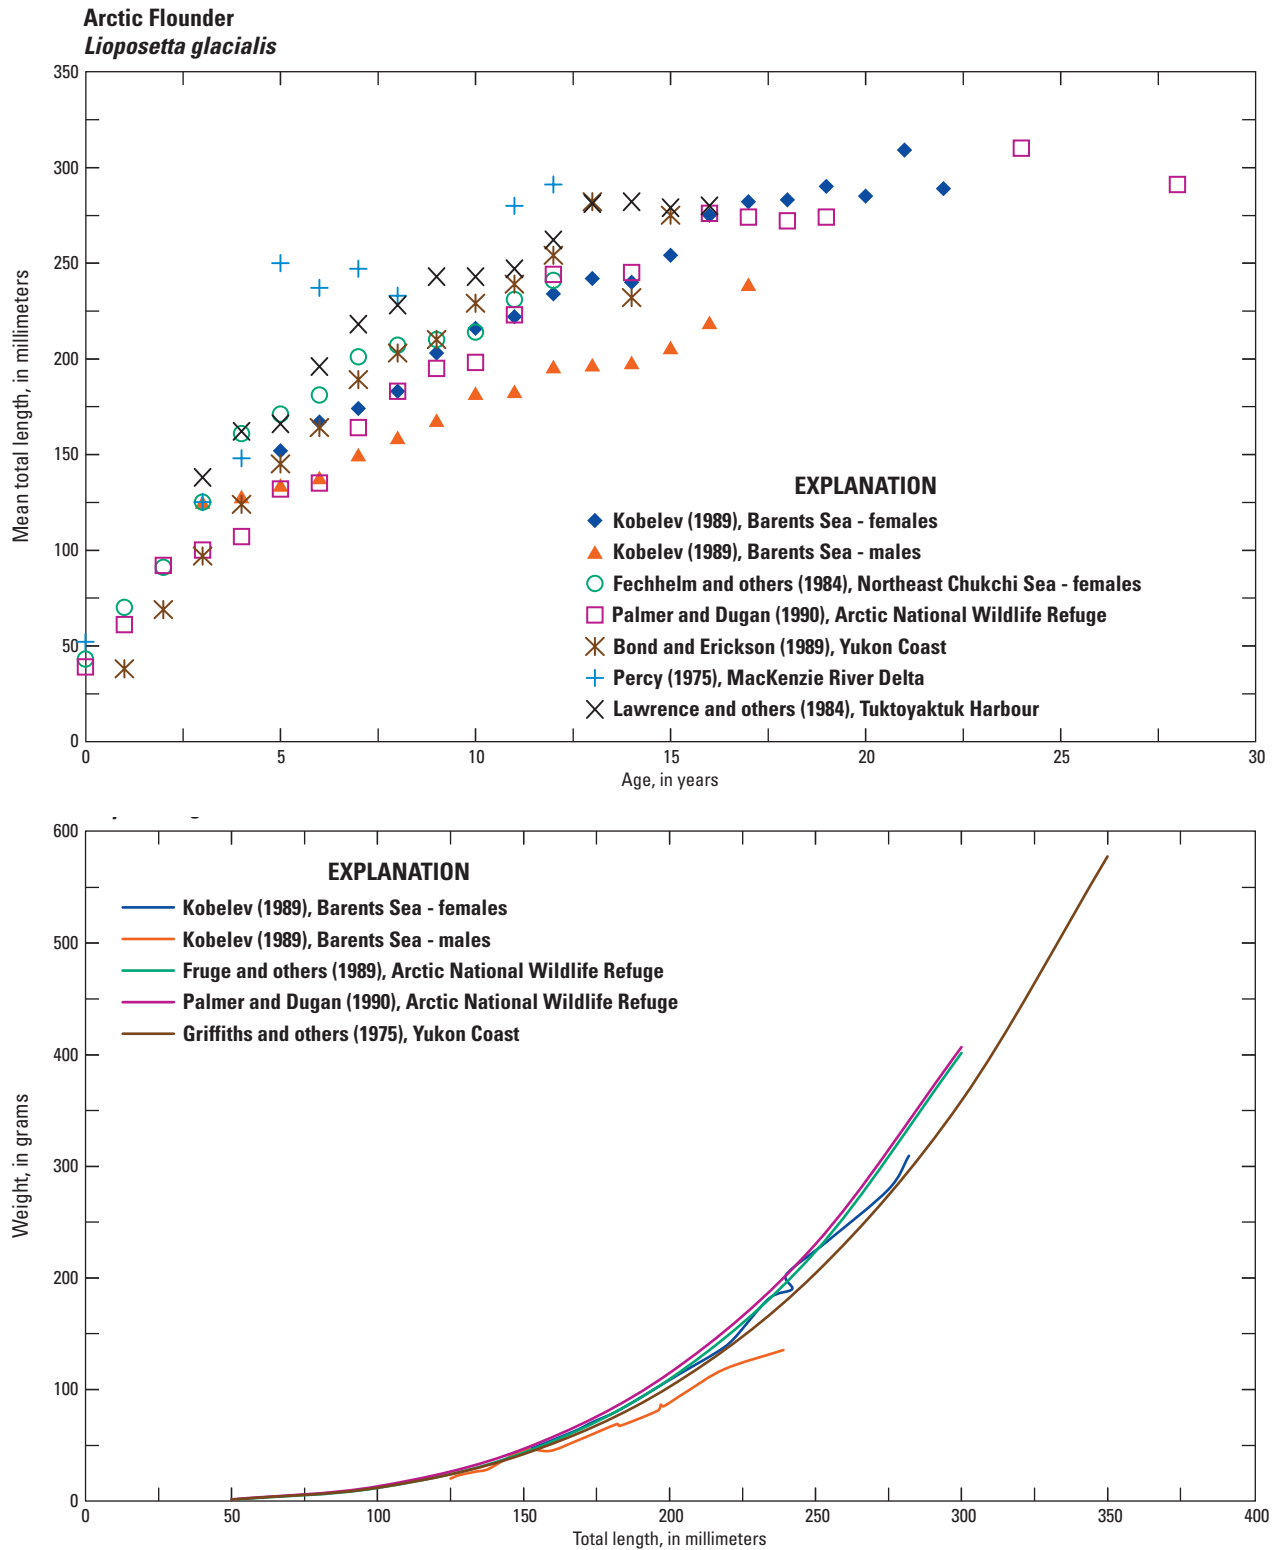 Arctic Flounder
Lioposetta glacialis
350
300
250
200
150
100
50
0
Mean total length, in millimeters
EXPLANATION
Kobelev (1989), Barents Sea - females
Kobelev (1989), Barents Sea - males
Fechhelm and others (1984), Northeast Chukchi Sea - females
Palmer and Dugan (1990), Arctic National Wildlife Refuge
Bond and Erickson (1989), Yukon Coast
Percy (1975), MacKenzie River Delta
Lawrence and others (1984), Tuktoyaktuk Harbour
0 5 10 15 20 25 30
Age, in years
600
500
400
300
200
100
0
Weight, in grams
EXPLANATION
Kobelev (1989), Barents Sea - females
Kobelev (1989), Barents Sea - males
Fruge and others (1989), Arctic National Wildlife Refuge
Palmer and Dugan (1990), Arctic National Wildlife Refuge
Griffiths and others (1975), Yukon Coast
0 50 100 150 200 250 300 350 400
Total length, in millimeters